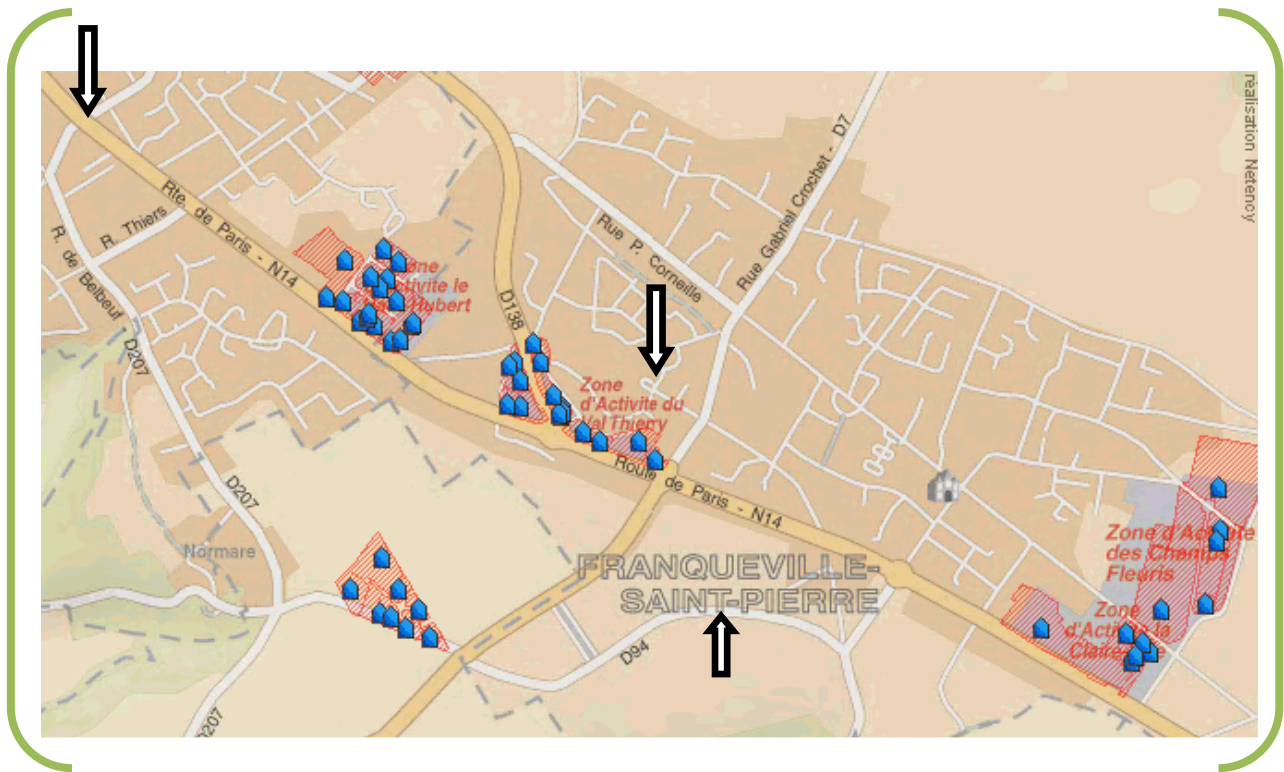 réalisation Netency
Rte. de Paris - N14
R. Thiers
R. de Belbeuf
D207
D207
D207
Normare
Zone
d'Activite le
Hubert
D138
Rue P. Corneille
Rue Gabriel Crochet - D7
Zone
d'Activite du
Val Thierry
Route de Paris - N14
FRANQUEVILLE-
SAINT-PIERRE
D94
Zone d'Activite
des Champs
Fleuris
Zone
d'Activite la